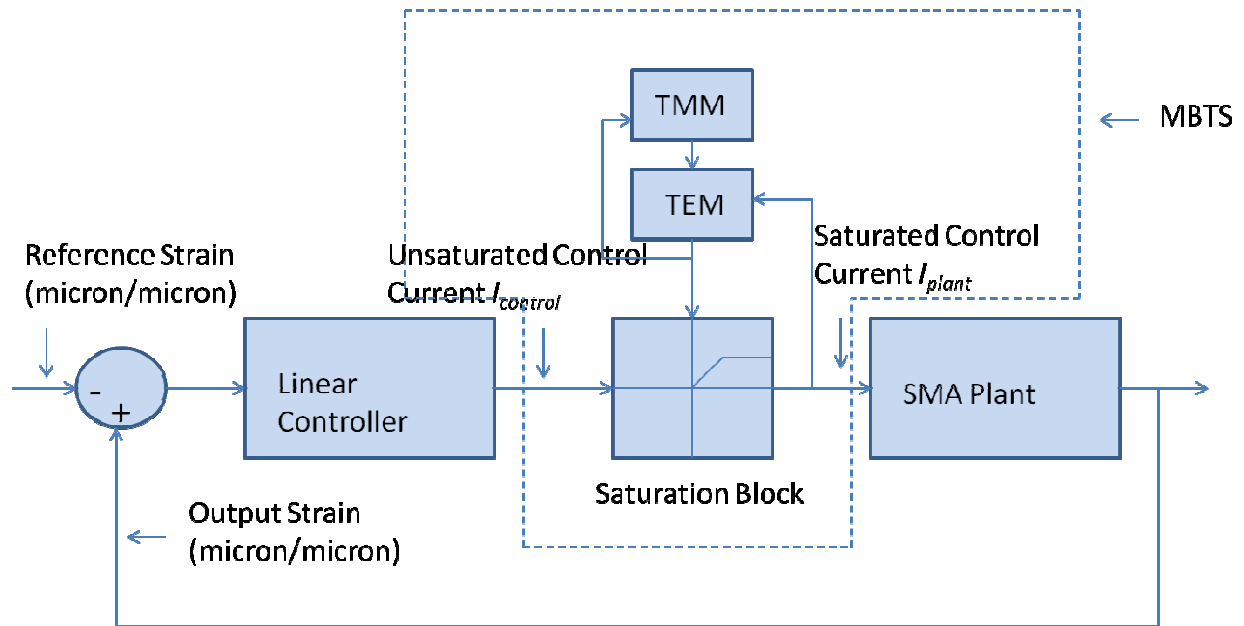 TMM
MBTS
TEM
Reference Strain
(micron/micron)
Unsaturated Control
Current I_control
Saturated Control
Current I_plant
-
+
Linear
Controller
SMA Plant
Saturation Block
Output Strain
(micron/micron)